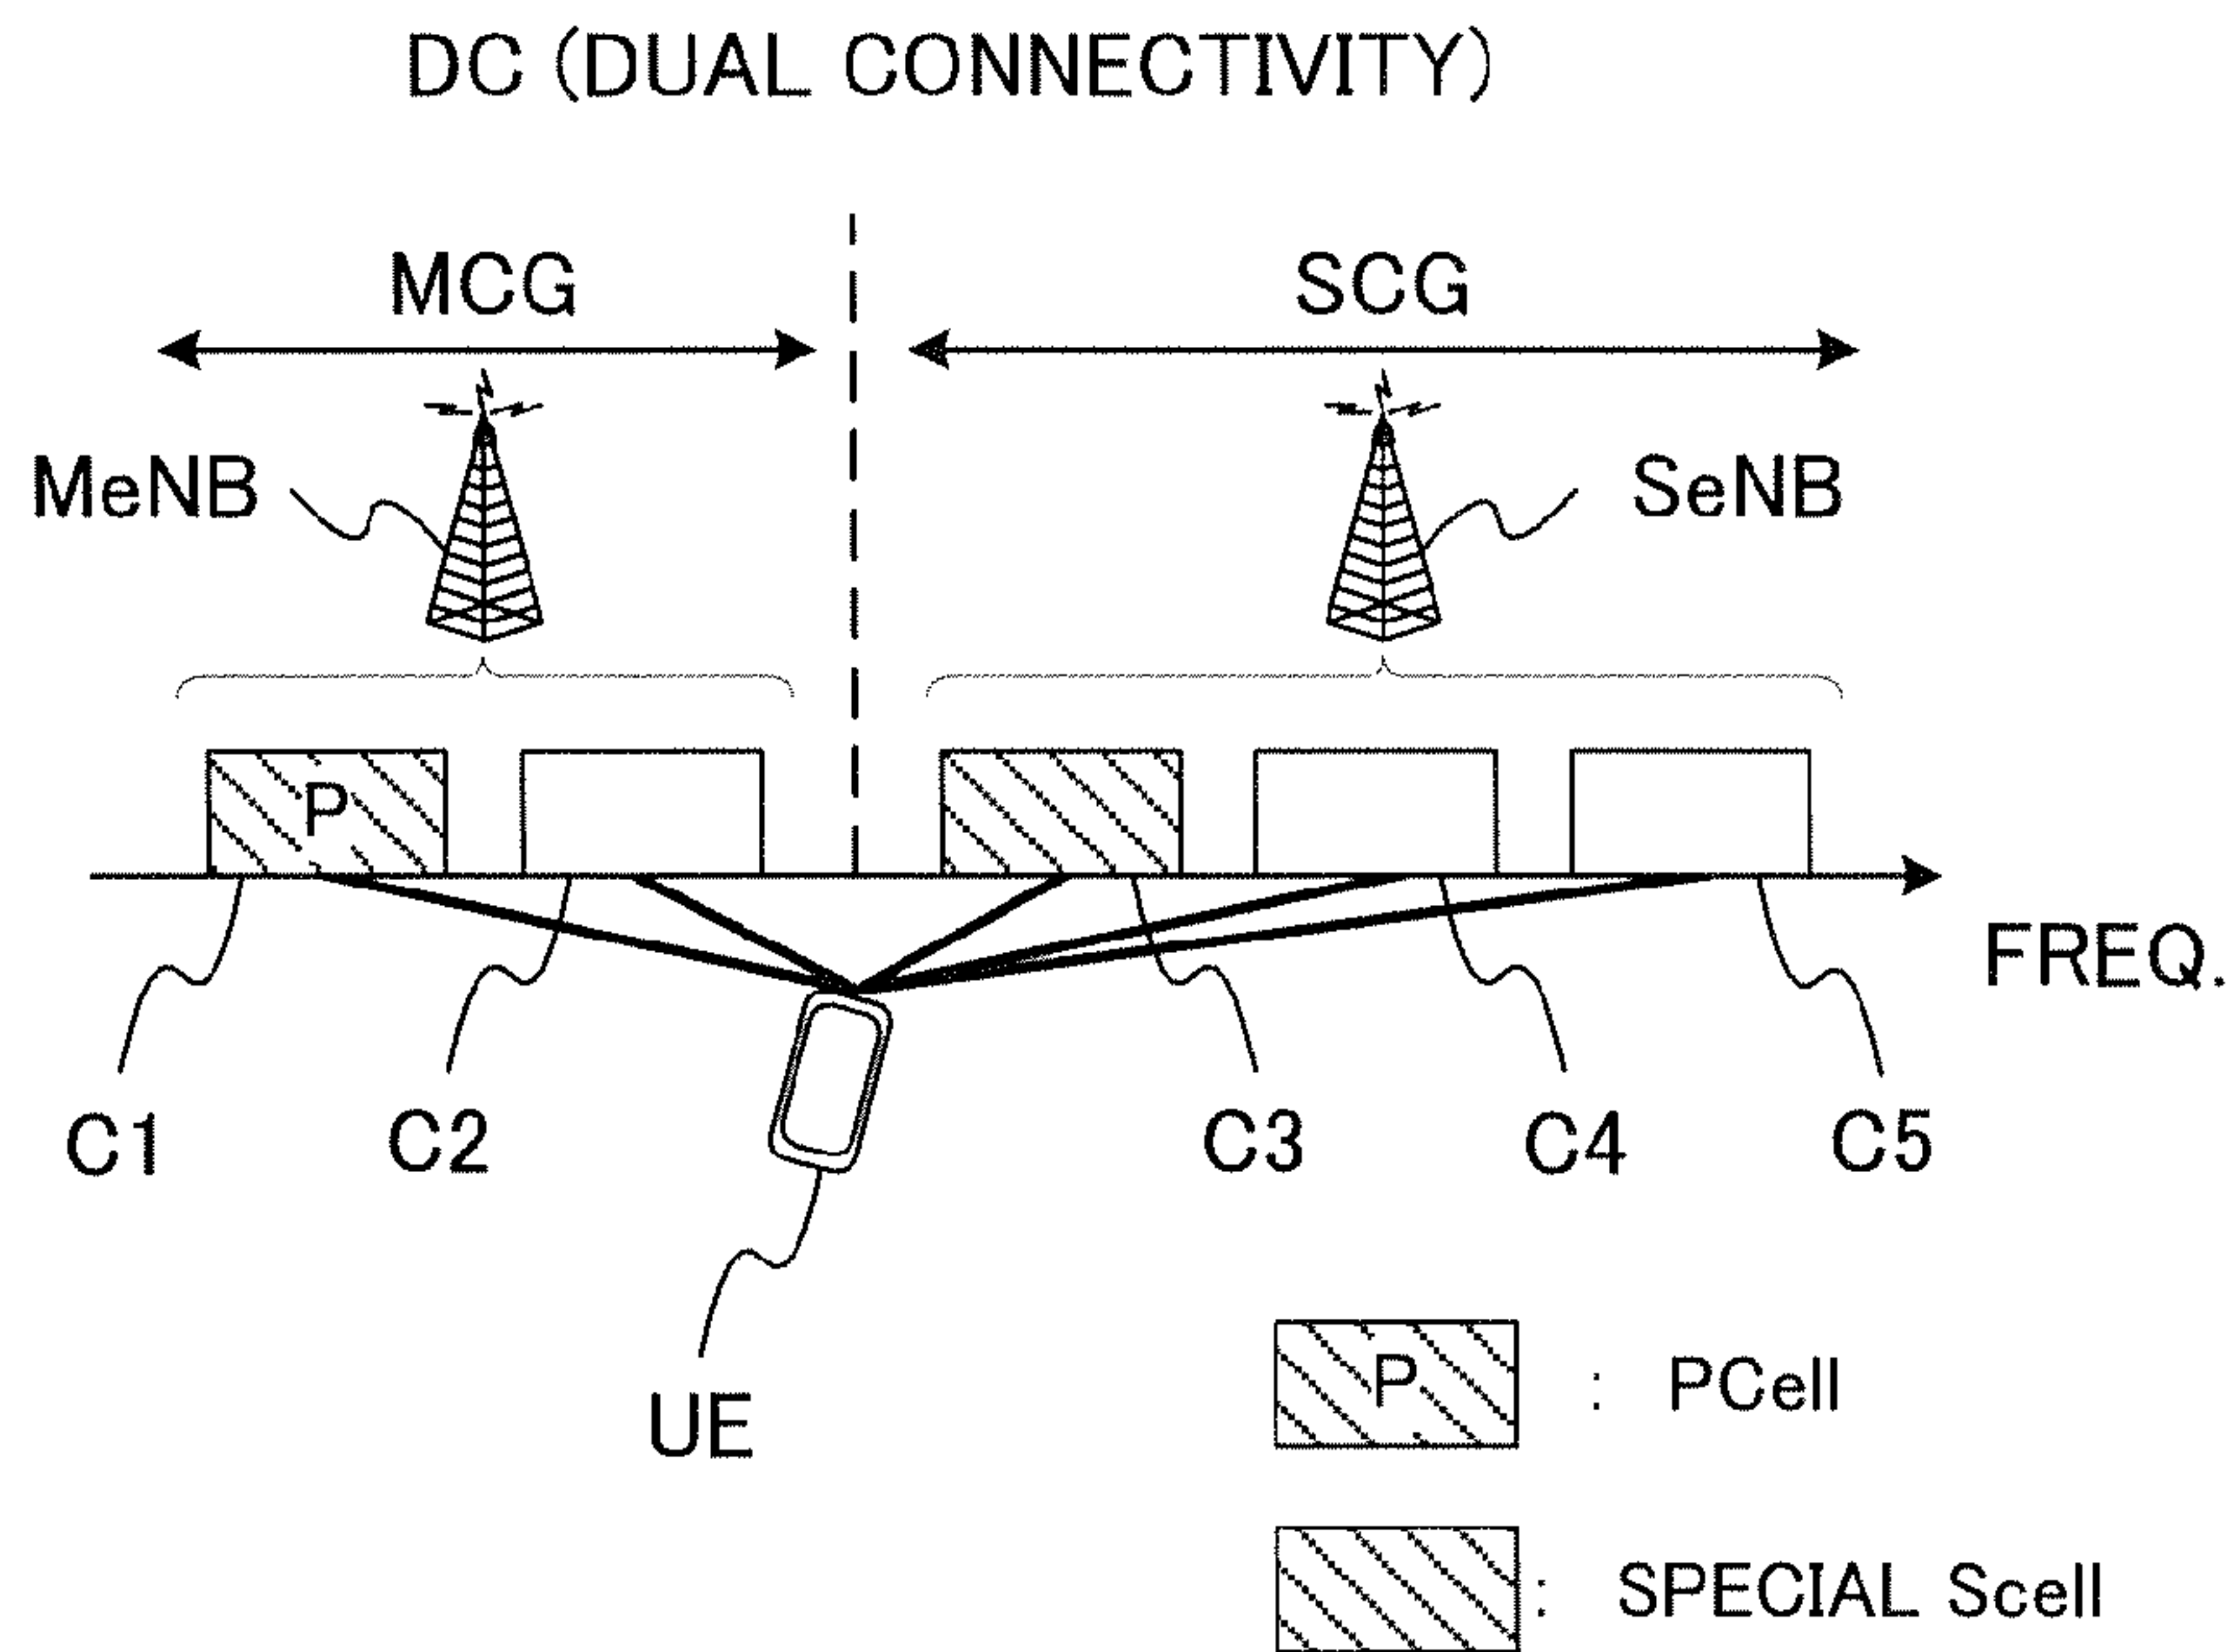 DC (DUAL CONNECTIVITY)
MCG SCG
MeNB SeNB
P
FREQ.
C1 C2 C3 C4 C5
UE
P : PCell
: SPECIAL Scell